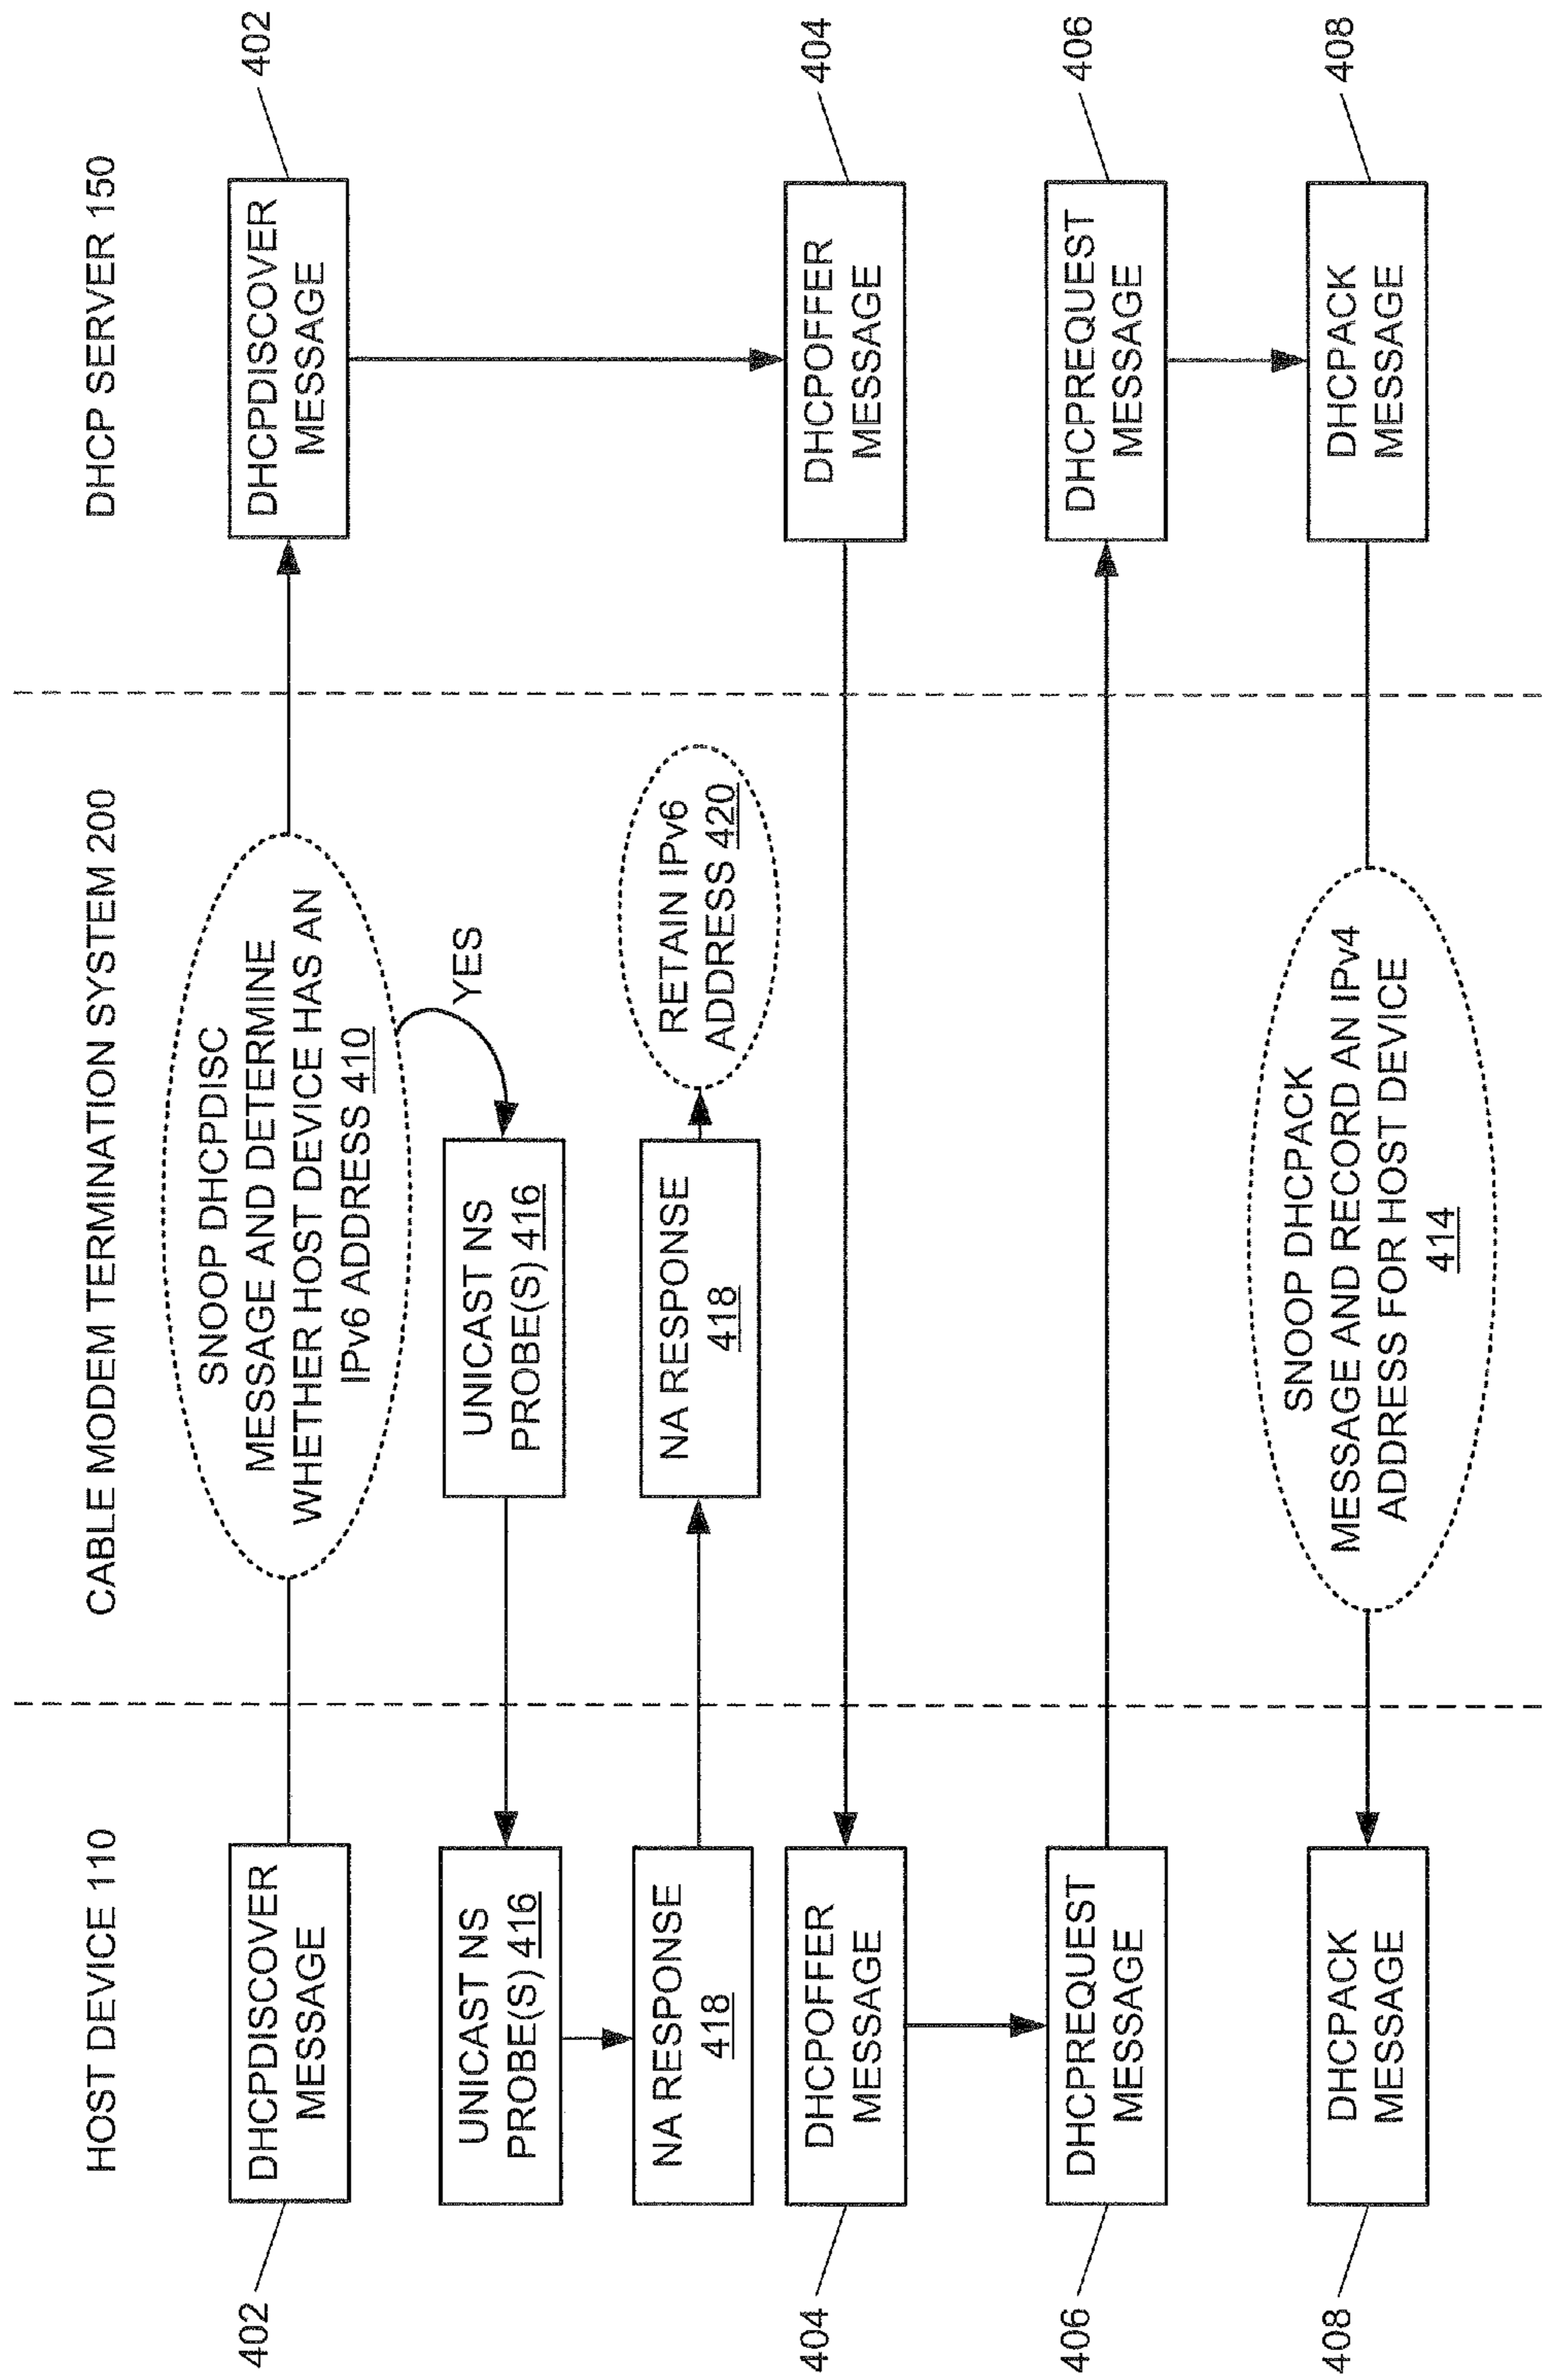 HOST DEVICE 110
CABLE MODEM TERMINATION SYSTEM 200
DHCP SERVER 150
402
DHCPDISCOVER
MESSAGE
SNOOP DHCPDISC
MESSAGE AND DETERMINE
WHETHER HOST DEVICE HAS AN
IPv6 ADDRESS 410
DHCPDISCOVER
MESSAGE
402
YES
UNICAST NS
PROBE(S) 416
UNICAST NS
PROBE(S) 416
NA RESPONSE
418
NA RESPONSE
418
RETAIN IPv6
ADDRESS 420
404
DHCPOFFER
MESSAGE
DHCPOFFER
MESSAGE
404
406
DHCPREQUEST
MESSAGE
DHCPREQUEST
MESSAGE
406
408
DHCPACK
MESSAGE
SNOOP DHCPACK
MESSAGE AND RECORD AN IPv4
ADDRESS FOR HOST DEVICE
414
DHCPACK
MESSAGE
408